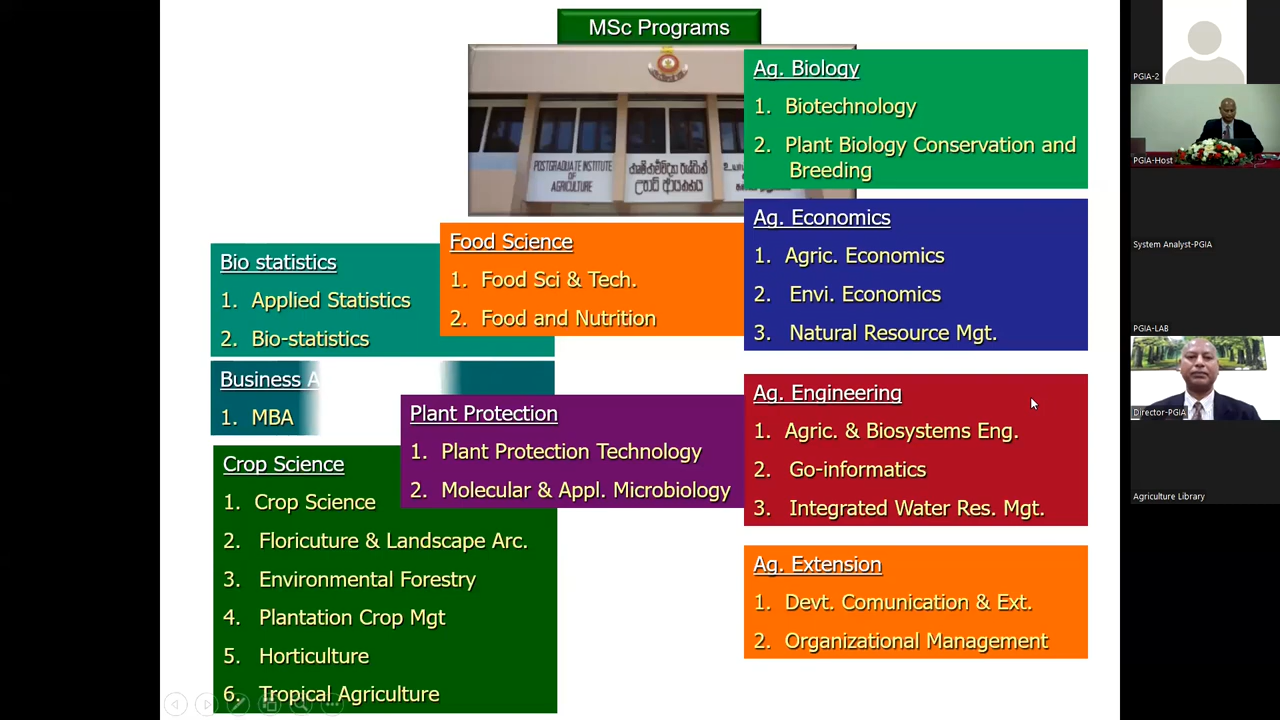 MSc Programs
POSTGRADUATE INSTITUTE
OF
AGRICULTURE
Ag. Biology
1. Biotechnology
2. Plant Biology Conservation and
Breeding
Ag. Economics
1. Agric. Economics
2. Envi. Economics
3. Natural Resource Mgt.
Food Science
1. Food Sci & Tech.
2. Food and Nutrition
Bio statistics
1. Applied Statistics
2. Bio-statistics
Business A
1. MBA
Plant Protection
1. Plant Protection Technology
2. Molecular & Appl. Microbiology
Ag. Engineering
1. Agric. & Biosystems Eng.
2. Go-informatics
3. Integrated Water Res. Mgt.
Crop Science
1. Crop Science
2. Floricuture & Landscape Arc.
3. Environmental Forestry
4. Plantation Crop Mgt
5. Horticulture
6. Tropical Agriculture
Ag. Extension
1. Devt. Comunication & Ext.
2. Organizational Management
PGIA-2
PGIA-Host
System Analyst-PGIA
PGIA-LAB
Director-PGIA
Agriculture Library